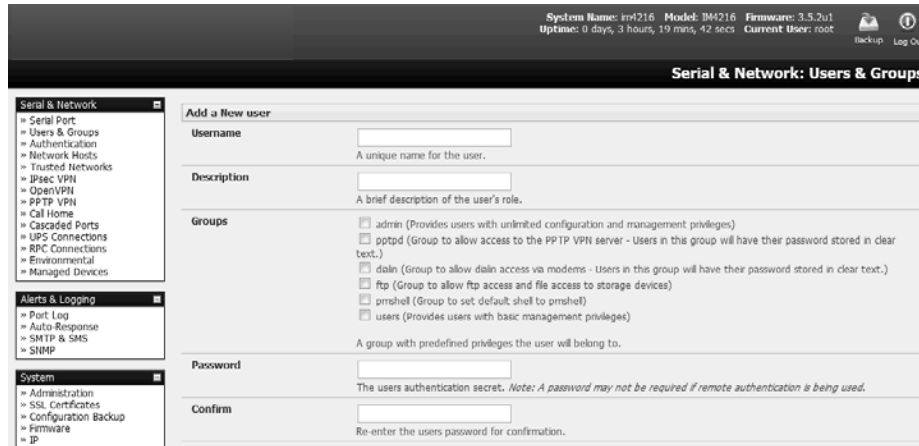 System Name: im4216 Model: IM4216 Firmware: 3.5.2u1
Uptime: 0 days, 3 hours, 19 mins, 42 secs Current User: root
Backup
Log Ou
Serial & Network: Users & Groups
Serial & Network
» Serial Port
» Users & Groups
» Authentication
» Network Hosts
» Trusted Networks
» IPsec VPN
» OpenVPN
» PPTP VPN
» Call Home
» Cascaded Ports
» UPS Connections
» RPC Connections
» Environmental
» Managed Devices
Alerts & Logging
» Port Log
» Auto-Response
» SMTP & SMS
» SNMP
System
» Administration
» SSL Certificates
» Configuration Backup
» Firmware
» IP
Add a New user
Username
A unique name for the user.
Description
A brief description of the user's role.
Groups
admin (Provides users with unlimited configuration and management privileges)
pptpd (Group to allow access to the PPTP VPN server - Users in this group will have their password stored in clear
text.)
dialin (Group to allow dialin access via modems - Users in this group will have their password stored in clear text.)
ftp (Group to allow ftp access and file access to storage devices)
pmshell (Group to set default shell to pmshell)
users (Provides users with basic management privileges)
A group with predefined privileges the user will belong to.
Password
The users authentication secret. Note: A password may not be required if remote authentication is being used.
Confirm
Re-enter the users password for confirmation.